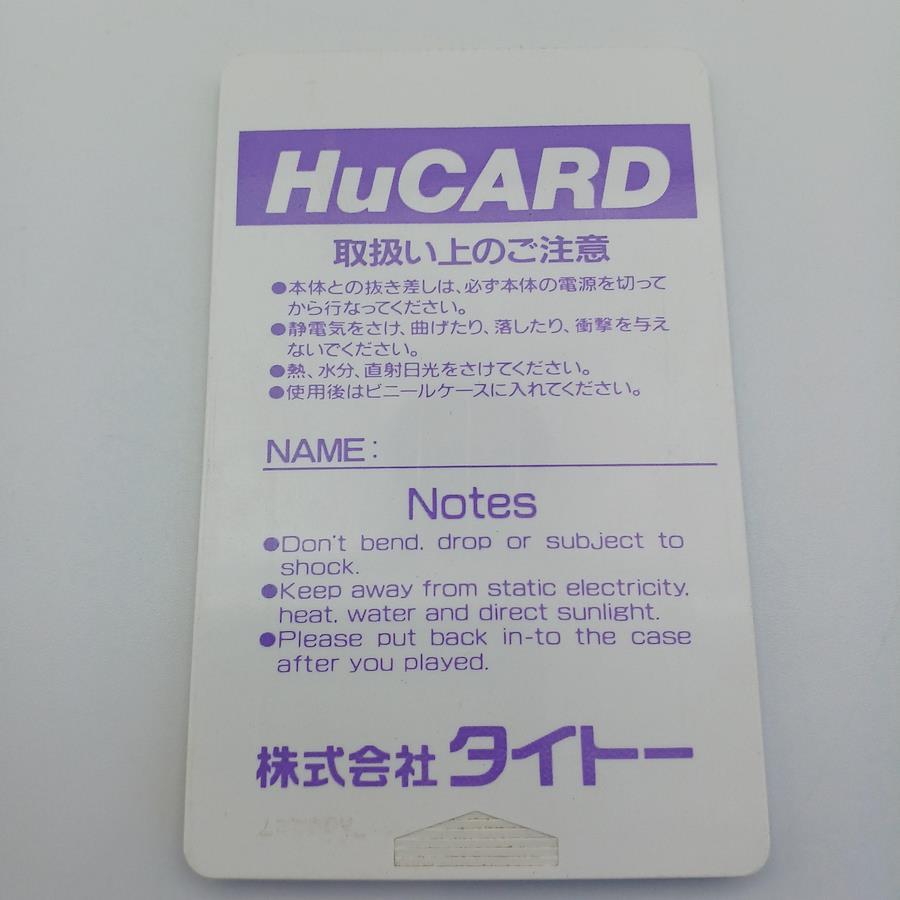 HuCARD
取扱い上のご注意
●本体との抜き差しは、必ず本体の電源を切って
から行なってください。
●静電気をさけ、曲げたり、落したり、衝撃を与え
ないでください。
●熱、水分、直射日光をさけてください。
●使用後はビニールケースに入れてください。
NAME:
Notes
●Don't bend, drop or subject to
shock.
●Keep away from static electricity,
heat, water and direct sunlight.
●Please put back in-to the case
after you played.
株式会社 タイトー